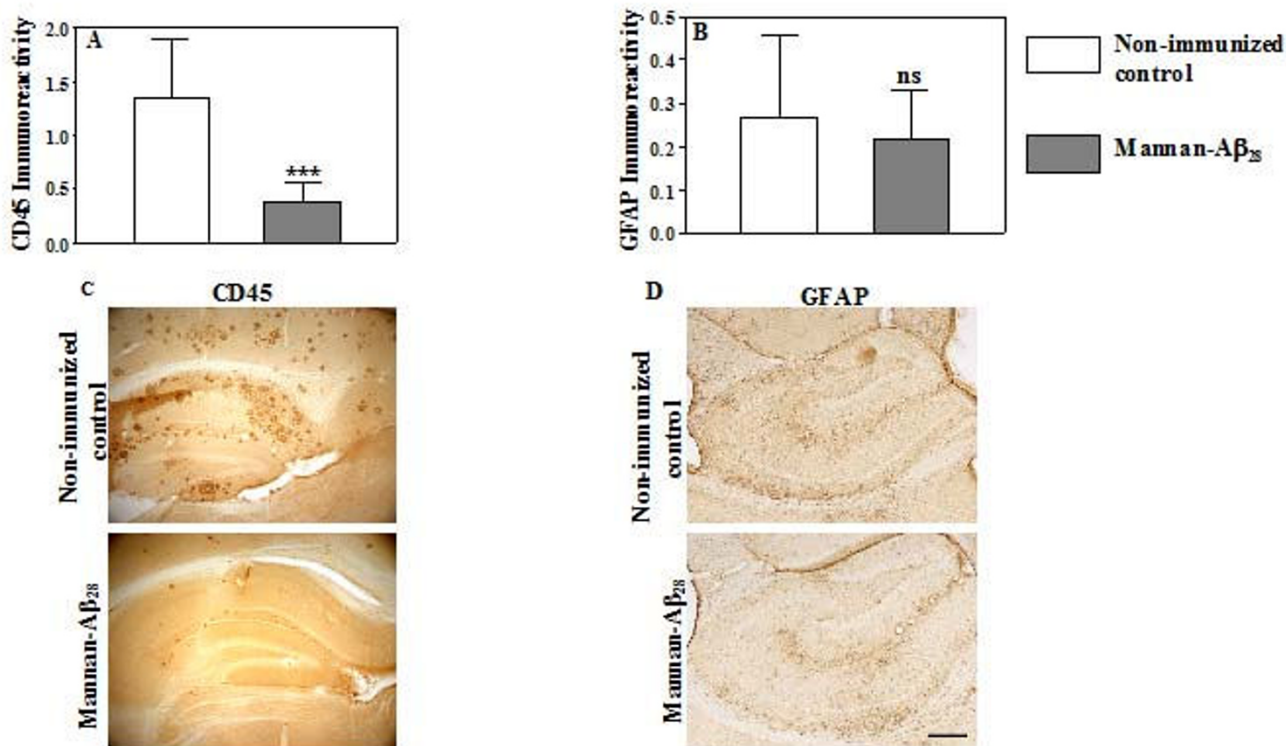 A
CD45 Immunoreactivity
2.0
1.5
1.0
0.5
0.0
***
B
GFAP Immunoreactivity
0.5
0.4
0.3
0.2
0.1
0.0
ns
Non-immunized
control
Mannan-Aβ28
C
CD45
Non-immunized
control
Mannan-Aβ28
D
GFAP
Non-immunized
control
Mannan-Aβ28